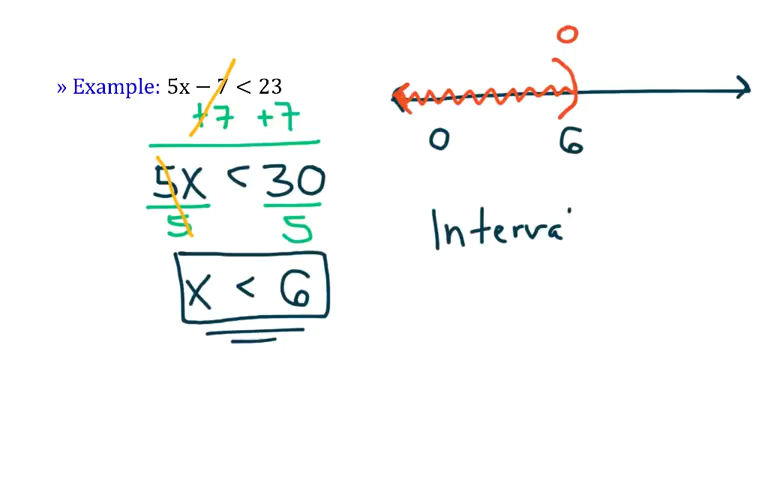 » Example: 5x − 7 < 23
+7 +7
5x < 30
5 5
x < 6
0
0 6
Interva